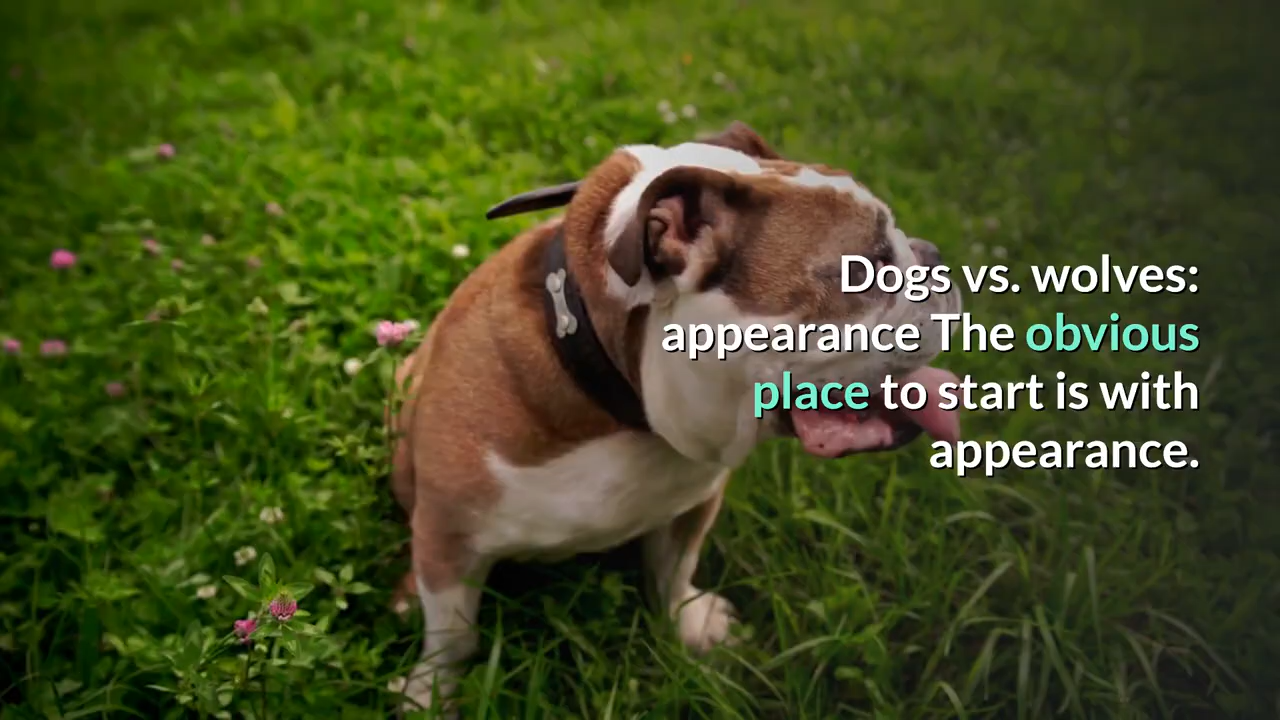 Dogs vs. wolves:
appearance The obvious
place to start is with
appearance.